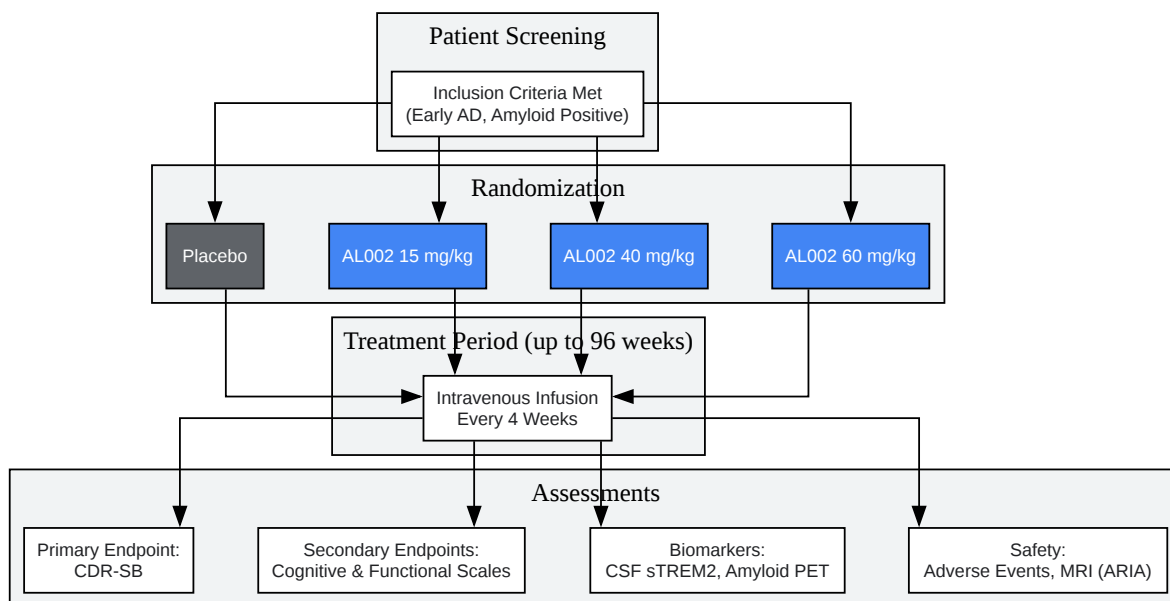 Patient Screening
Inclusion Criteria Met
(Early AD, Amyloid Positive)
Randomization
Placebo
AL002 15 mg/kg
AL002 40 mg/kg
AL002 60 mg/kg
Treatment Period (up to 96 weeks)
Intravenous Infusion
Every 4 Weeks
Assessments
Primary Endpoint:
CDR-SB
Secondary Endpoints:
Cognitive & Functional Scales
Biomarkers:
CSF sTREM2, Amyloid PET
Safety:
Adverse Events, MRI (ARIA)